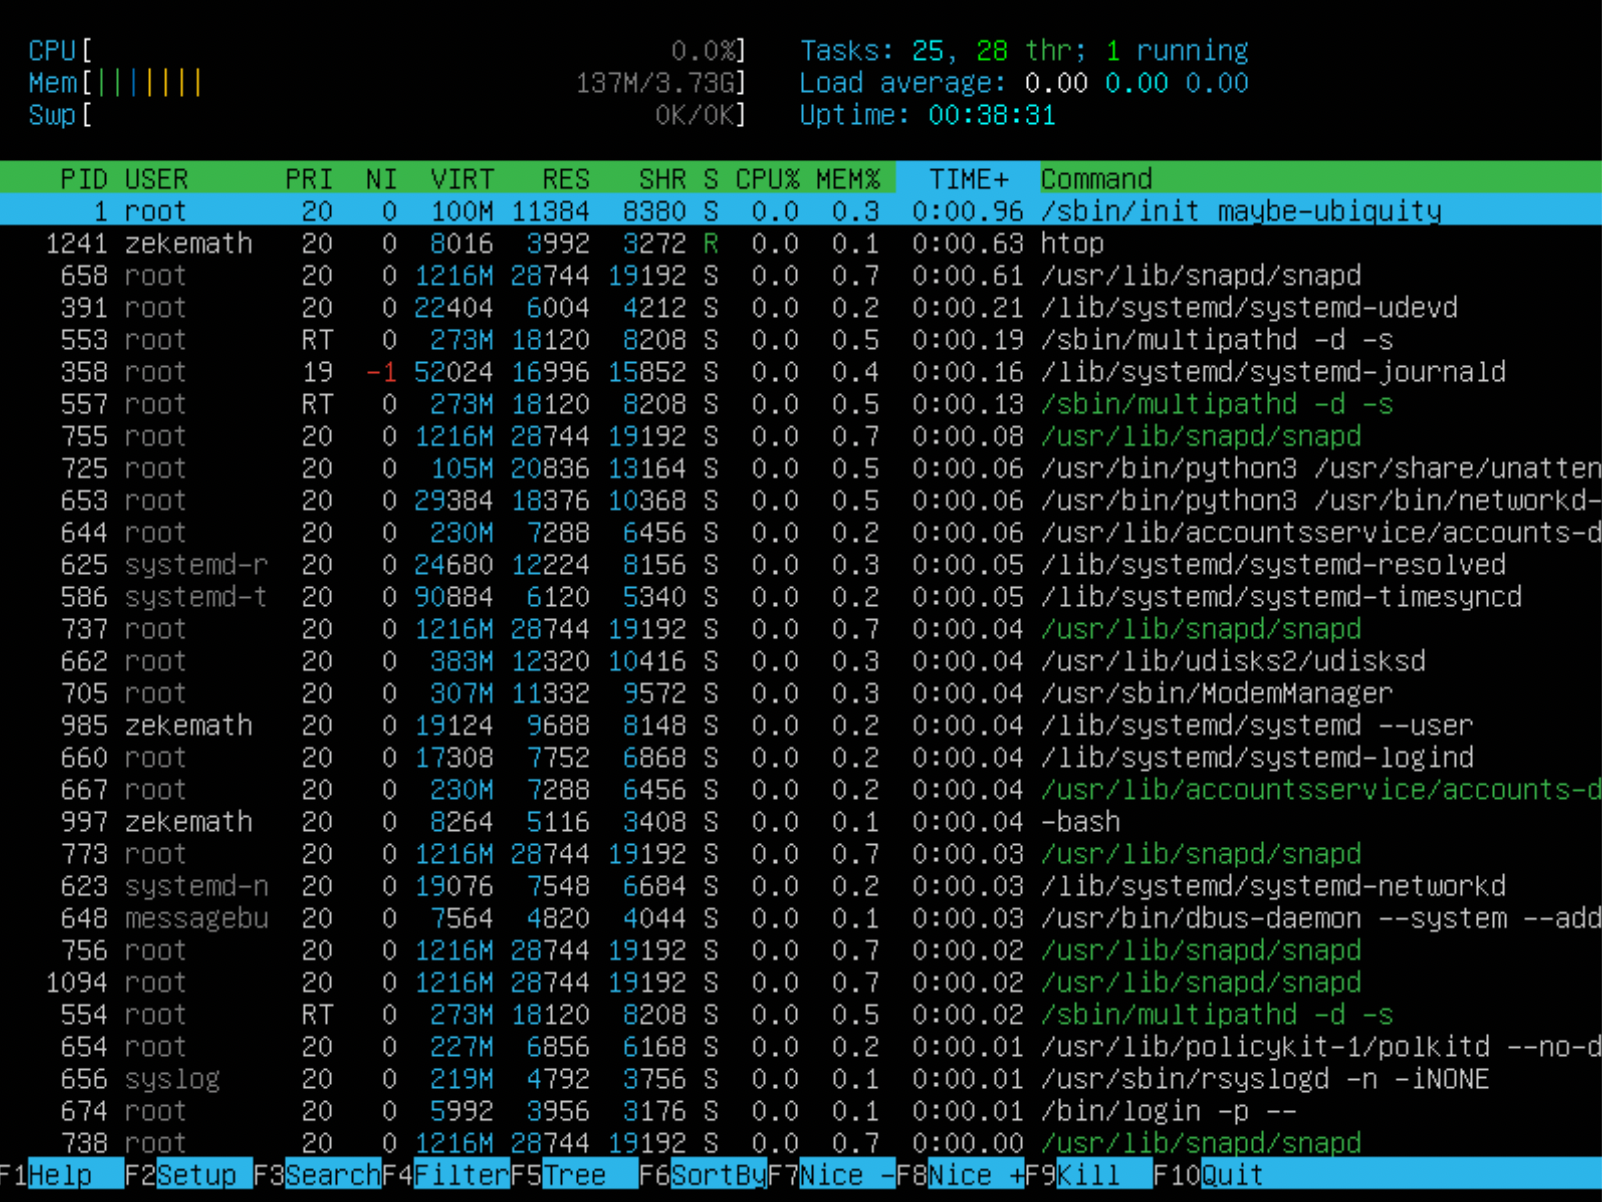 CPU[ 0.0%] Tasks: 25, 28 thr; 1 running
Mem[||||||| 137M/3.73G] Load average: 0.00 0.00 0.00
Swp[ 0K/0K] Uptime: 00:38:31
PID USER PRI NI VIRT RES SHR S CPU% MEM% TIME+ Command
1 root 20 0 100M 11384 8380 S 0.0 0.3 0:00.96 /sbin/init maybe-ubiquity
1241 zekemath 20 0 8016 3992 3272 R 0.0 0.1 0:00.63 htop
658 root 20 0 1216M 28744 19192 S 0.0 0.7 0:00.61 /usr/lib/snapd/snapd
391 root 20 0 22404 6004 4212 S 0.0 0.2 0:00.21 /lib/systemd/systemd-udevd
553 root RT 0 273M 18120 8208 S 0.0 0.5 0:00.19 /sbin/multipathd -d -s
358 root 19 -1 52024 16996 15852 S 0.0 0.4 0:00.16 /lib/systemd/systemd-journald
557 root RT 0 273M 18120 8208 S 0.0 0.5 0:00.13 /sbin/multipathd -d -s
755 root 20 0 1216M 28744 19192 S 0.0 0.7 0:00.08 /usr/lib/snapd/snapd
725 root 20 0 105M 20836 13164 S 0.0 0.5 0:00.06 /usr/bin/python3 /usr/share/unatten
653 root 20 0 29384 18376 10368 S 0.0 0.5 0:00.06 /usr/bin/python3 /usr/bin/networkd-
644 root 20 0 230M 7288 6456 S 0.0 0.2 0:00.06 /usr/lib/accountsservice/accounts-d
625 systemd-r 20 0 24680 12224 8156 S 0.0 0.3 0:00.05 /lib/systemd/systemd-resolved
586 systemd-t 20 0 90884 6120 5340 S 0.0 0.2 0:00.05 /lib/systemd/systemd-timesyncd
737 root 20 0 1216M 28744 19192 S 0.0 0.7 0:00.04 /usr/lib/snapd/snapd
662 root 20 0 383M 12320 10416 S 0.0 0.3 0:00.04 /usr/lib/udisks2/udisksd
705 root 20 0 307M 11332 9572 S 0.0 0.3 0:00.04 /usr/sbin/ModemManager
985 zekemath 20 0 19124 9688 8148 S 0.0 0.2 0:00.04 /lib/systemd/systemd --user
660 root 20 0 17308 7752 6868 S 0.0 0.2 0:00.04 /lib/systemd/systemd-logind
667 root 20 0 230M 7288 6456 S 0.0 0.2 0:00.04 /usr/lib/accountsservice/accounts-d
997 zekemath 20 0 8264 5116 3408 S 0.0 0.1 0:00.04 -bash
773 root 20 0 1216M 28744 19192 S 0.0 0.7 0:00.03 /usr/lib/snapd/snapd
623 systemd-n 20 0 19076 7548 6684 S 0.0 0.2 0:00.03 /lib/systemd/systemd-networkd
648 messagebu 20 0 7564 4820 4044 S 0.0 0.1 0:00.03 /usr/bin/dbus-daemon --system --add
756 root 20 0 1216M 28744 19192 S 0.0 0.7 0:00.02 /usr/lib/snapd/snapd
1094 root 20 0 1216M 28744 19192 S 0.0 0.7 0:00.02 /usr/lib/snapd/snapd
554 root RT 0 273M 18120 8208 S 0.0 0.5 0:00.02 /sbin/multipathd -d -s
654 root 20 0 227M 6856 6168 S 0.0 0.2 0:00.01 /usr/lib/policykit-1/polkitd --no-d
656 syslog 20 0 219M 4792 3756 S 0.0 0.1 0:00.01 /usr/sbin/rsyslogd -n -iNONE
674 root 20 0 5992 3956 3176 S 0.0 0.1 0:00.01 /bin/login -p --
738 root 20 0 1216M 28744 19192 S 0.0 0.7 0:00.00 /usr/lib/snapd/snapd
F1Help F2Setup F3SearchF4FilterF5Tree F6SortByF7Nice -F8Nice +F9Kill F10Quit